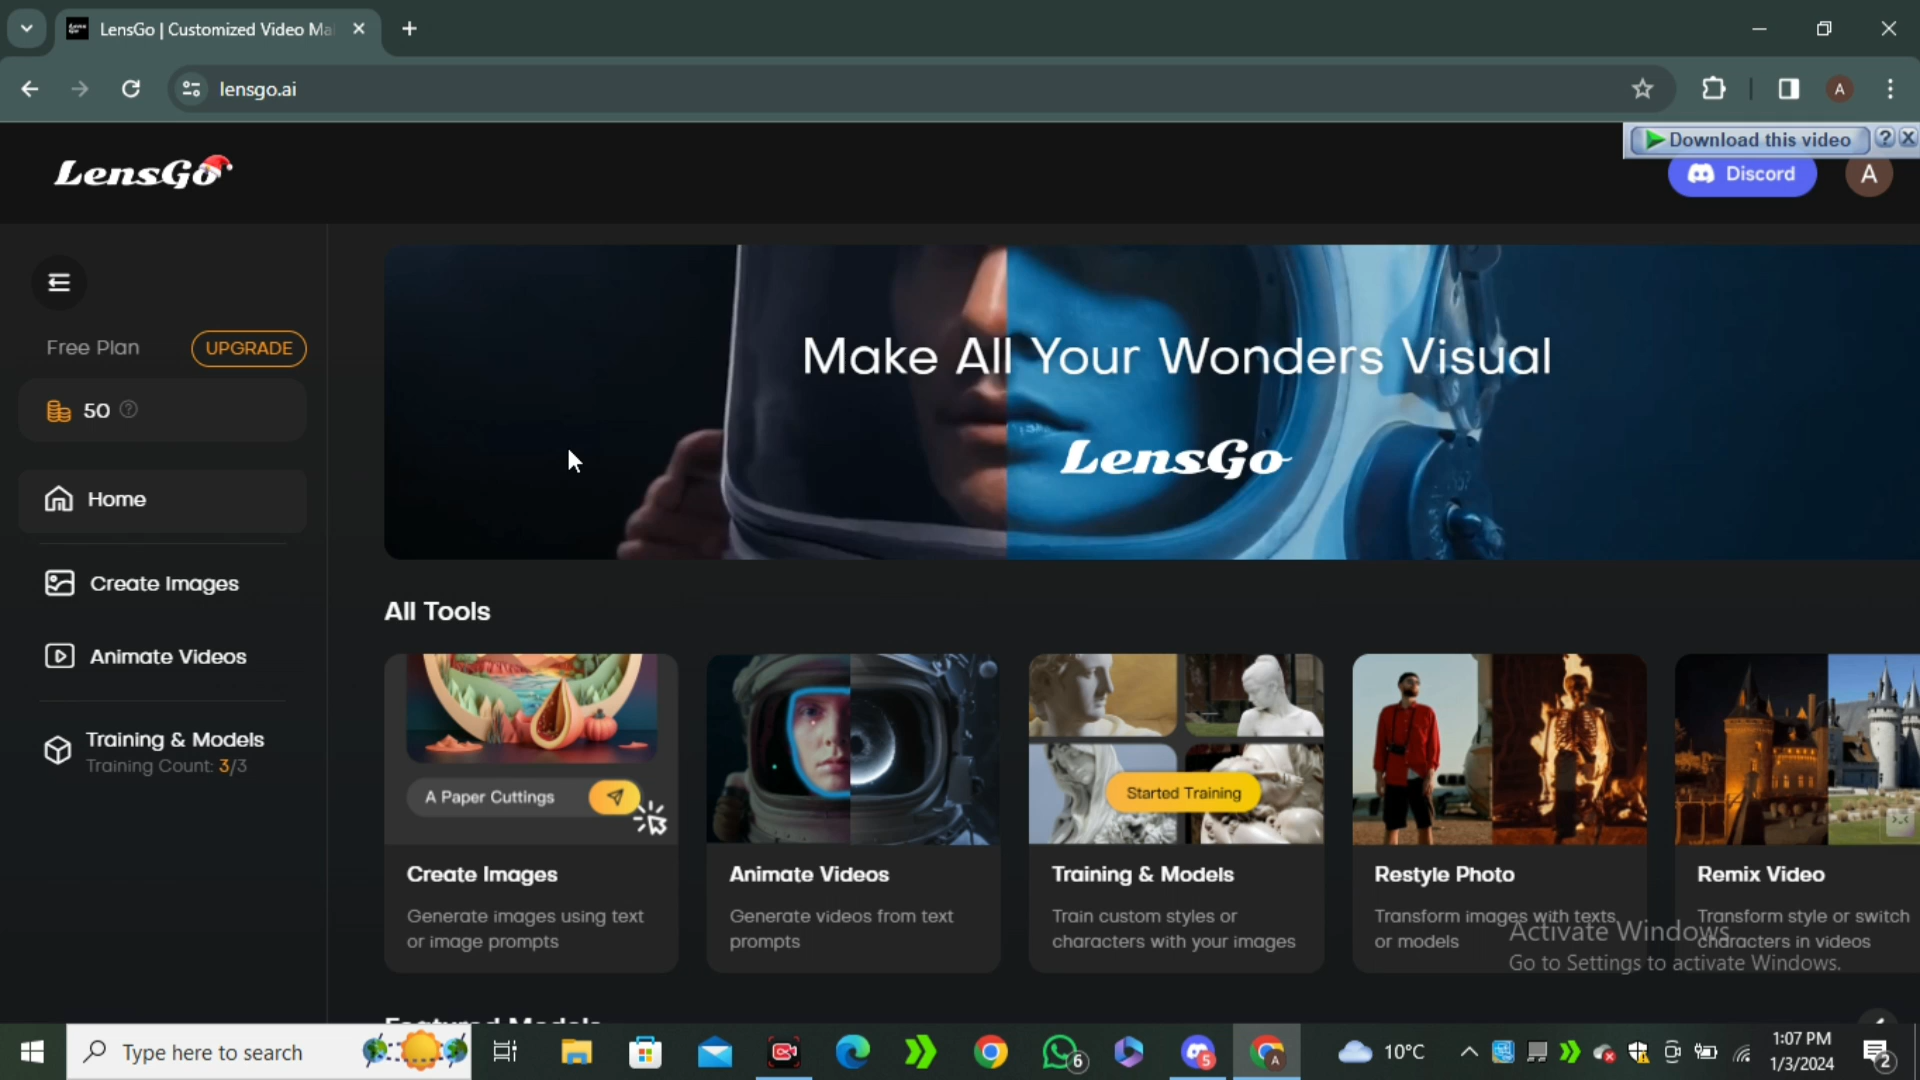 LensGo | Customized Video Ma
lensgo.ai
A
Download this video
LensGo
Discord
A
Free Plan
UPGRADE
50
Make All Your Wonders Visual
LensGo
Home
Create Images
Animate Videos
Training & Models
Training Count: 3/3
All Tools
A Paper Cuttings
Started Training
Create Images
Generate images using text
or image prompts
Animate Videos
Generate videos from text
prompts
Training & Models
Train custom styles or
characters with your images
Restyle Photo
Transform images with texts
or models
Remix Video
Transform style or switch
characters in videos
Activate Windows
Go to Settings to activate Windows.
Featured Models
Type here to search
6
5
A
10°C
1:07 PM
1/3/2024
2